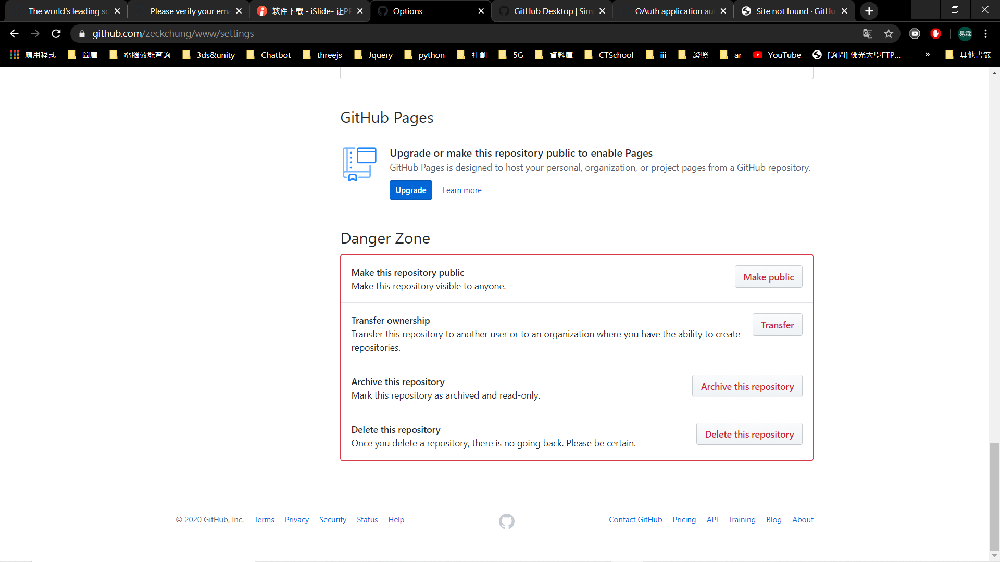 The world's leading so
Please verify your ema
软件下载 - iSlide- 让PP
Options
GitHub Desktop | Sim
OAuth application au
Site not found · GitHu
github.com/zeckchung/www/settings
易霖
應用程式
圖庫
電腦效能查詢
3ds&unity
Chatbot
threejs
Jquery
python
社創
5G
資料庫
CTSchool
iii
證照
ar
YouTube
[詢問] 佛光大學FTP...
»
其他書籤
GitHub Pages
Upgrade or make this repository public to enable Pages
GitHub Pages is designed to host your personal, organization, or project pages from a GitHub repository.
Upgrade Learn more
Danger Zone
Make this repository public
Make this repository visible to anyone.
Make public
Transfer ownership
Transfer this repository to another user or to an organization where you have the ability to create
repositories.
Transfer
Archive this repository
Mark this repository as archived and read-only.
Archive this repository
Delete this repository
Once you delete a repository, there is no going back. Please be certain.
Delete this repository
© 2020 GitHub, Inc. Terms Privacy Security Status Help
Contact GitHub Pricing API Training Blog About